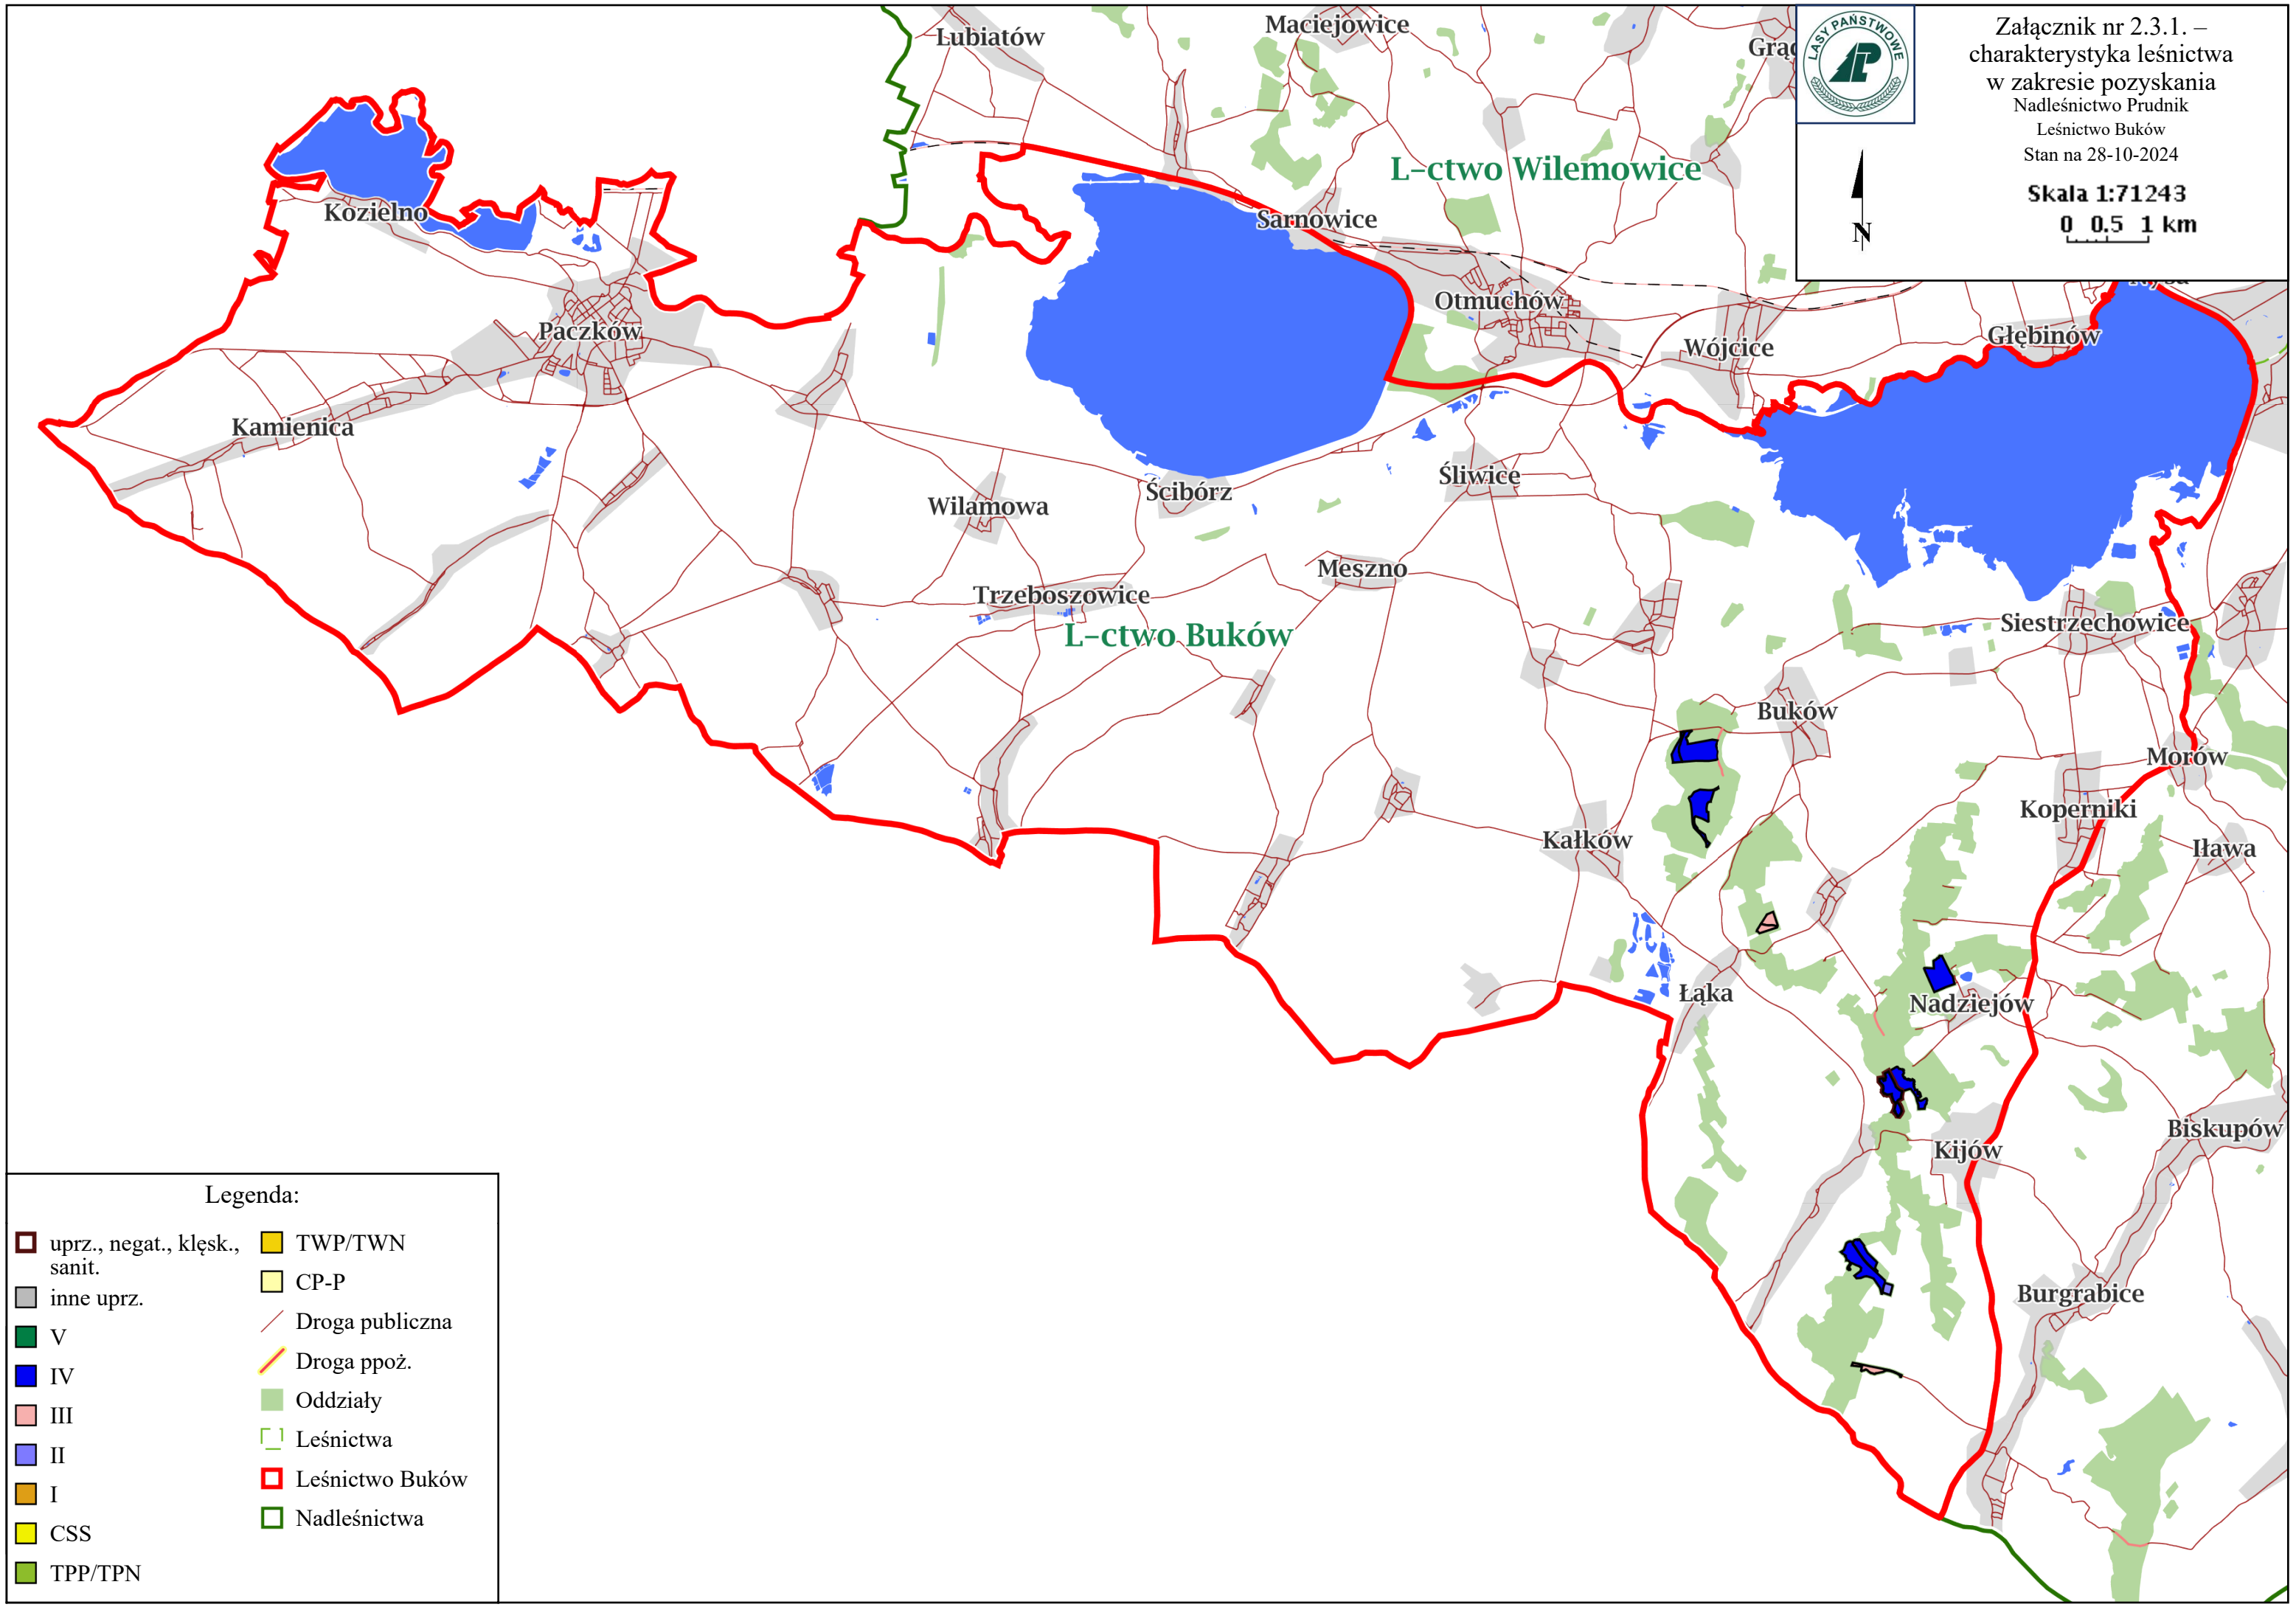 Lubiatów
Maciejowice
Grąd
LASY PAŃSTWOWE
LP
Załącznik nr 2.3.1. –
charakterystyka leśnictwa
w zakresie pozyskania
Nadleśnictwo Prudnik
Leśnictwo Buków
Stan na 28-10-2024
Skala 1:71243
0 0.5 1 km
N
L-ctwo Wilemowice
Kozielno
Sarnowice
Nysa
Otmuchów
Paczków
Głębinów
Wójcice
Kamienica
Śliwice
Ścibórz
Wilamowa
Meszno
Trzeboszowice
Siestrzechowice
L-ctwo Buków
Buków
Morów
Koperniki
Kałków
Iława
Łąka
Nadziejów
Biskupów
Kijów
Burgrabice
Legenda:
uprz., negat., klęsk.,
sanit.
inne uprz.
V
IV
III
II
I
CSS
TPP/TPN
TWP/TWN
CP-P
Droga publiczna
Droga ppoż.
Oddziały
Leśnictwa
Leśnictwo Buków
Nadleśnictwa